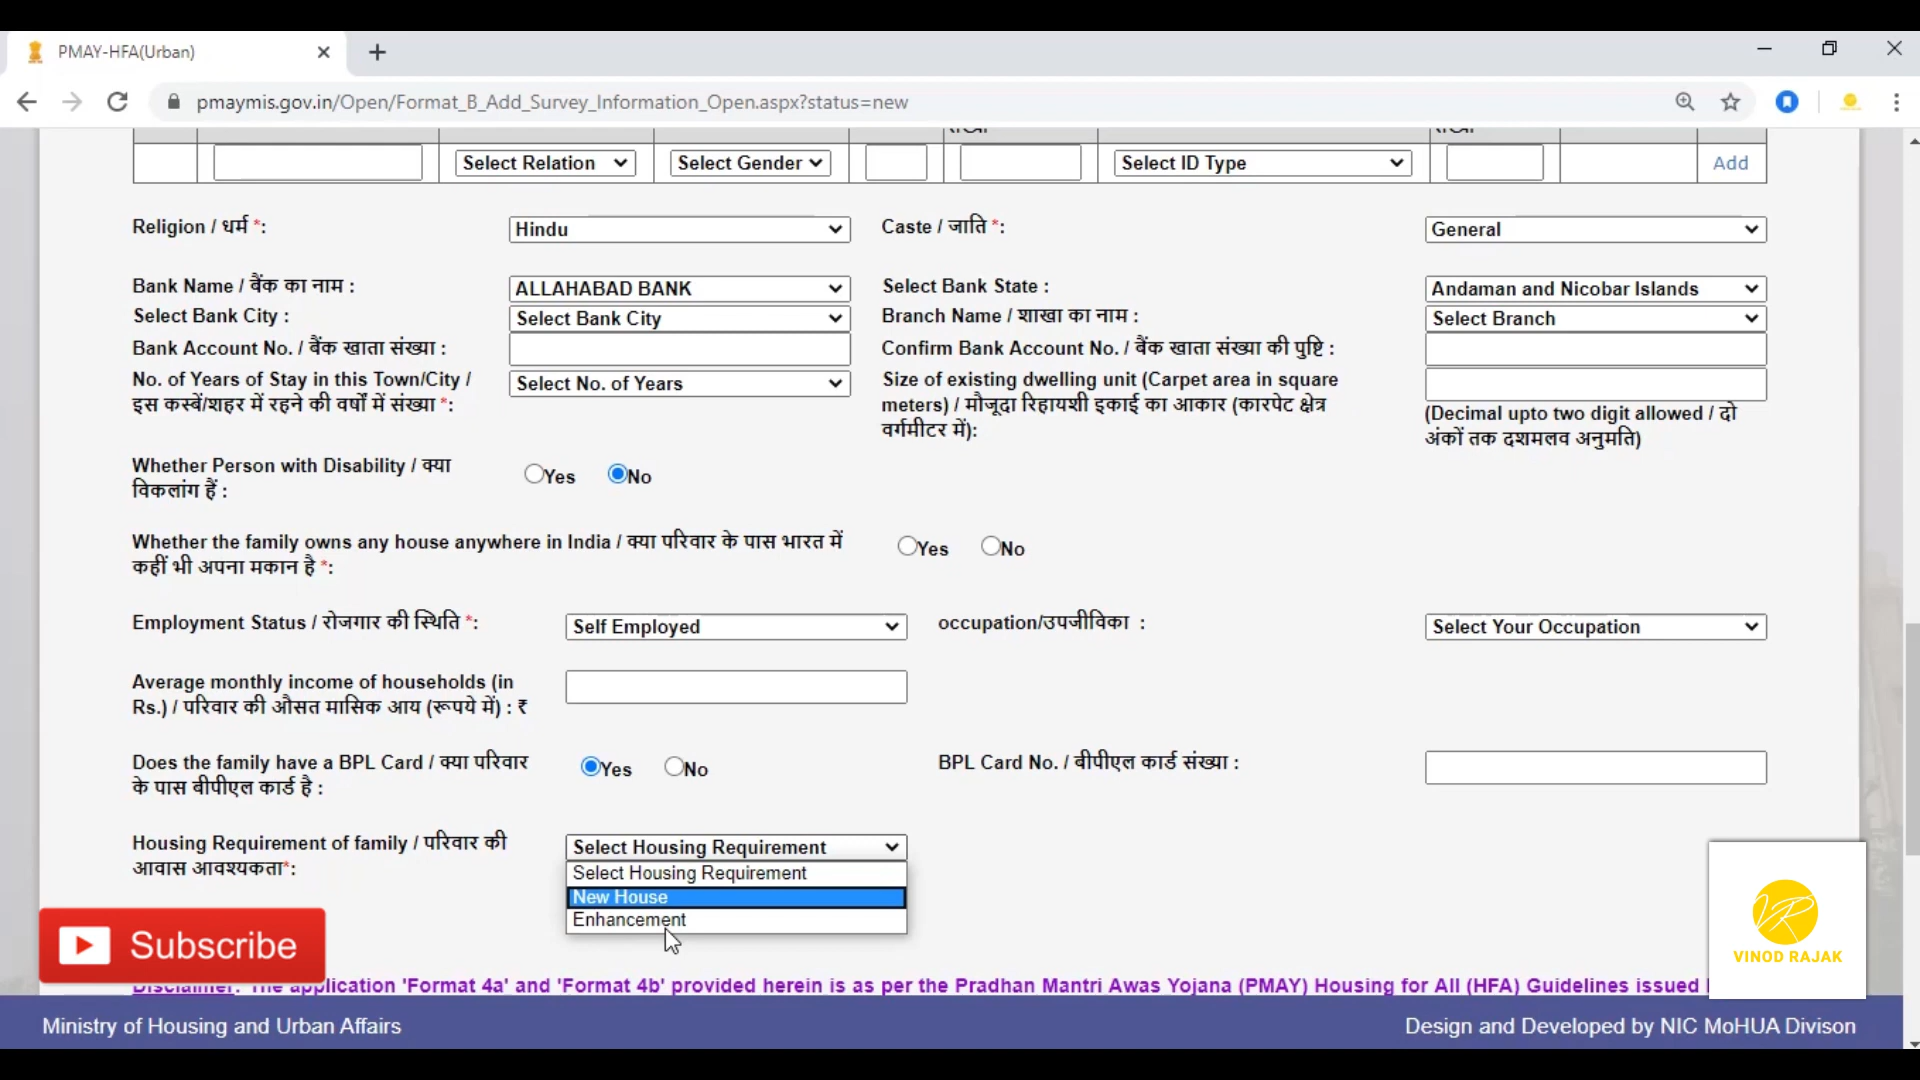 PMAY-HFA(Urban)
pmaymis.gov.in/Open/Format_B_Add_Survey_Information_Open.aspx?status=new
Select Relation Select Gender Select ID Type Add
Religion / धर्म *: Hindu Caste / जाति *: General
Bank Name / बैंक का नाम : ALLAHABAD BANK Select Bank State : Andaman and Nicobar Islands
Select Bank City : Select Bank City Branch Name / शाखा का नाम : Select Branch
Bank Account No. / बैंक खाता संख्या : Confirm Bank Account No. / बैंक खाता संख्या की पुष्टि :
No. of Years of Stay in this Town/City / Select No. of Years Size of existing dwelling unit (Carpet area in square
इस कस्बें/शहर में रहने की वर्षों में संख्या *: meters) / मौजूदा रिहायशी इकाई का आकार (कारपेट क्षेत्र (Decimal upto two digit allowed / दो
वर्गमीटर में): अंकों तक दशमलव अनुमति)
Whether Person with Disability / क्या Yes No
विकलांग हैं :
Whether the family owns any house anywhere in India / क्या परिवार के पास भारत में Yes No
कहीं भी अपना मकान है *:
Employment Status / रोजगार की स्थिति *: Self Employed occupation/उपजीविका : Select Your Occupation
Average monthly income of households (in
Rs.) / परिवार की औसत मासिक आय (रूपये में) : ₹
Does the family have a BPL Card / क्या परिवार Yes No BPL Card No. / बीपीएल कार्ड संख्या :
के पास बीपीएल कार्ड है :
Housing Requirement of family / परिवार की Select Housing Requirement
आवास आवश्यकता*: Select Housing Requirement
New House
Enhancement
Subscribe
VR
VINOD RAJAK
Disclaimer: The application 'Format 4a' and 'Format 4b' provided herein is as per the Pradhan Mantri Awas Yojana (PMAY) Housing for All (HFA) Guidelines issued
Ministry of Housing and Urban Affairs Design and Developed by NIC MoHUA Divison